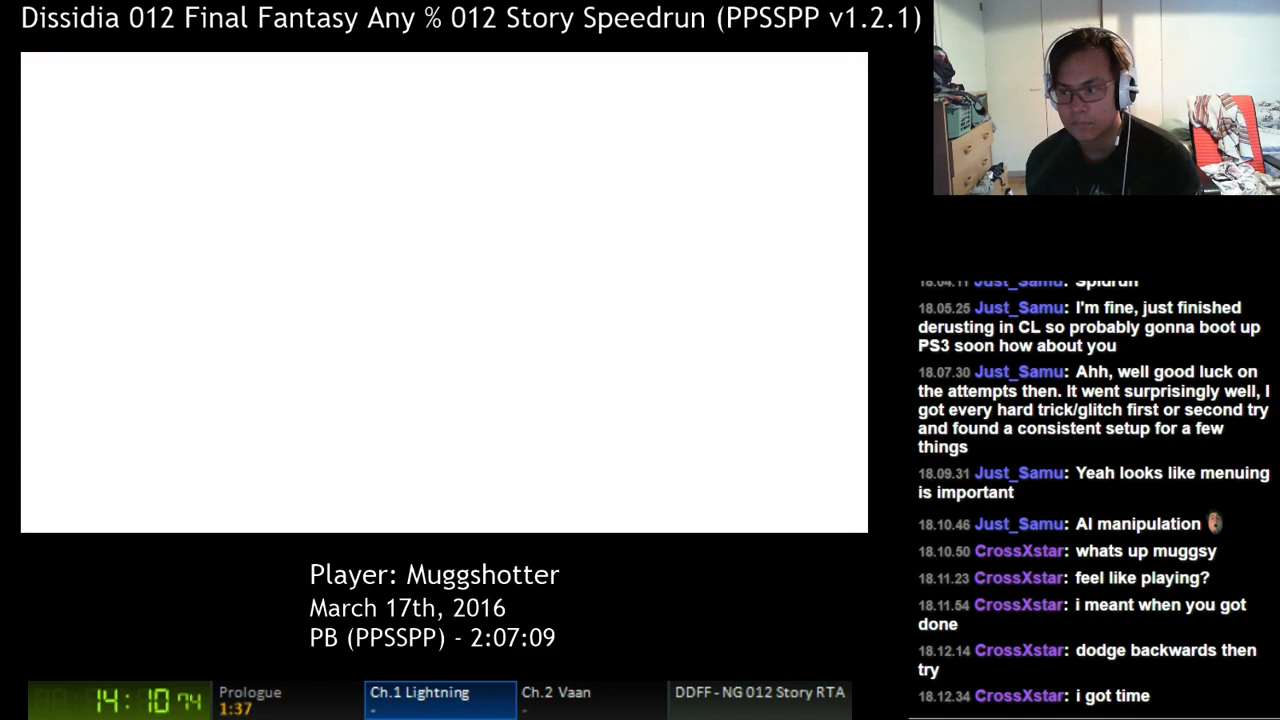 Dissidia 012 Final Fantasy Any % 012 Story Speedrun (PPSSPP v1.2.1)
18.04.11 Just_Samu: Spidrun
18.05.25 Just_Samu: I'm fine, just finished
derusting in CL so probably gonna boot up
PS3 soon how about you
18.07.30 Just_Samu: Ahh, well good luck on
the attempts then. It went surprisingly well, I
got every hard trick/glitch first or second try
and found a consistent setup for a few
things
18.09.31 Just_Samu: Yeah looks like menuing
is important
18.10.46 Just_Samu: AI manipulation
18.10.50 CrossXstar: whats up muggsy
18.11.23 CrossXstar: feel like playing?
18.11.54 CrossXstar: i meant when you got
done
18.12.14 CrossXstar: dodge backwards then
try
18.12.34 CrossXstar: i got time
Player: Muggshotter
March 17th, 2016
PB (PPSSPP) - 2:07:09
14:10 74
Prologue
1:37
Ch.1 Lightning
-
Ch.2 Vaan
-
DDFF - NG 012 Story RTA